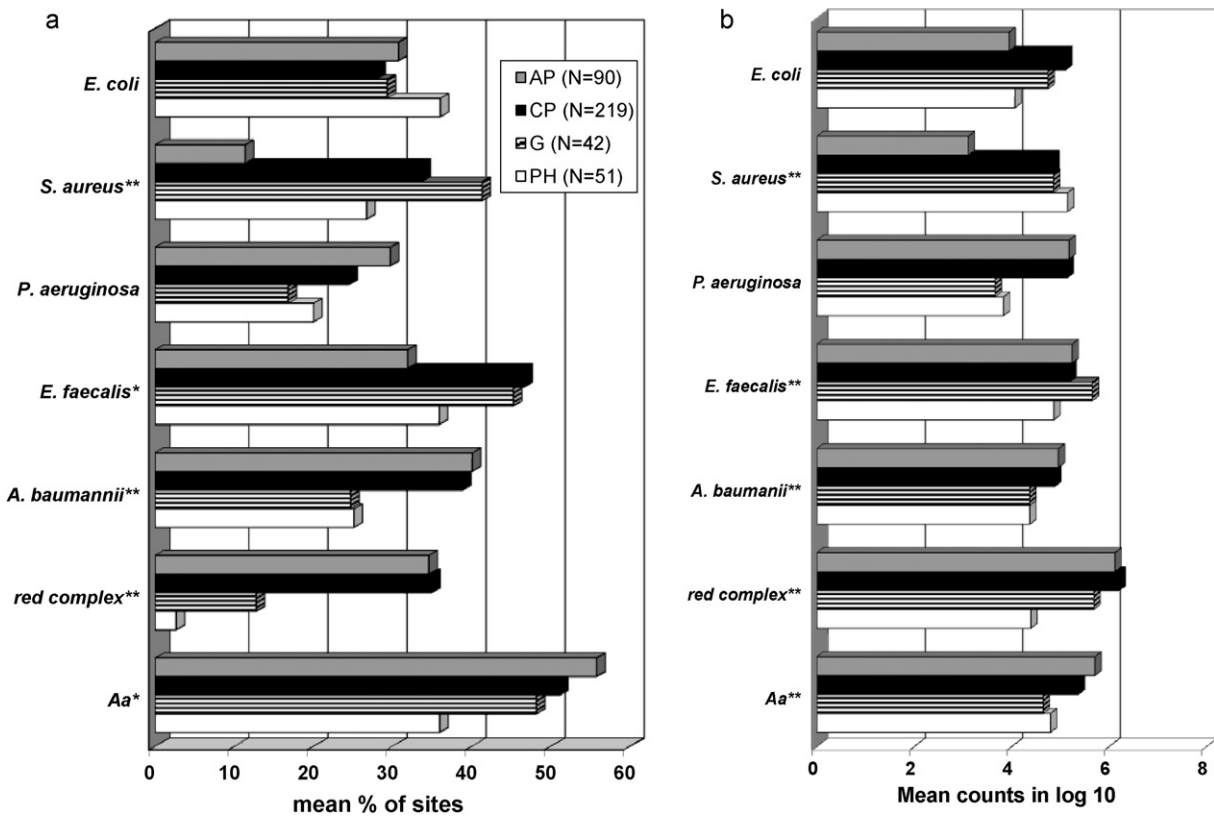 a
E. coli
S. aureus**
P. aeruginosa
E. faecalis*
A. baumannii**
red complex**
Aa*
AP (N=90)
CP (N=219)
G (N=42)
PH (N=51)
0 10 20 30 40 50 60
mean % of sites
b
E. coli
S. aureus**
P. aeruginosa
E. faecalis**
A. baumanii**
red complex**
Aa**
0 2 4 6 8
Mean counts in log 10